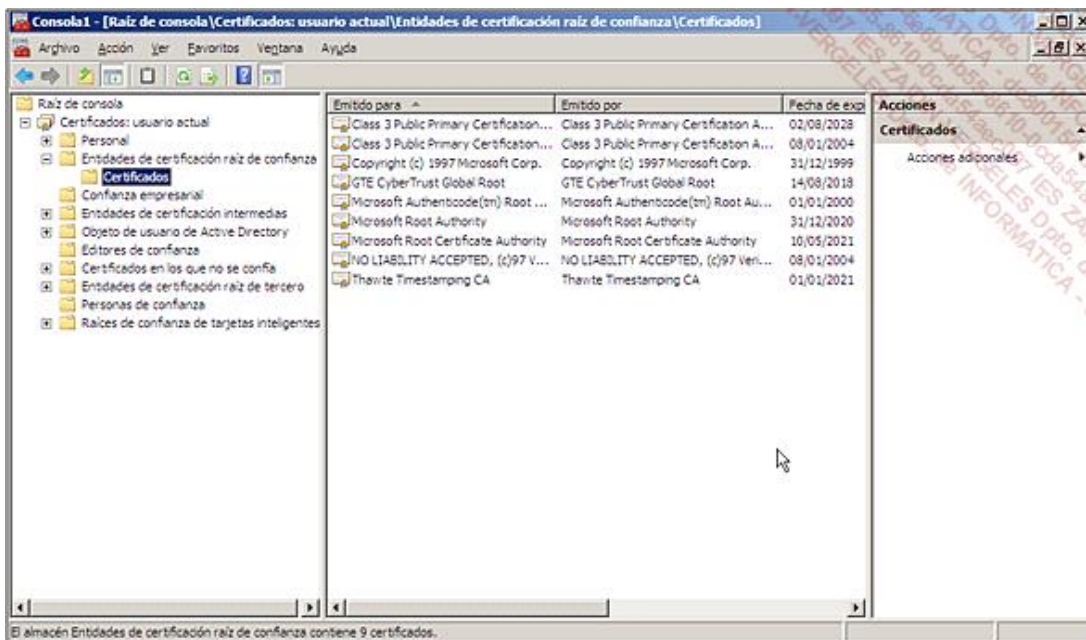 Consola1 - [Raíz de consola\Certificados: usuario actual\Entidades de certificación raíz de confianza\Certificados]
Archivo Acción Ver Favoritos Ventana Ayuda
Raíz de consola
Certificados: usuario actual
Personal
Entidades de certificación raíz de confianza
Certificados
Confianza empresarial
Entidades de certificación intermedias
Objeto de usuario de Active Directory
Editores de confianza
Certificados en los que no se confía
Entidades de certificación raíz de tercero
Personas de confianza
Raíces de confianza de tarjetas inteligentes
Emitido para Emitido por Fecha de expi
Class 3 Public Primary Certification... Class 3 Public Primary Certification A... 02/08/2028
Class 3 Public Primary Certification... Class 3 Public Primary Certification A... 08/01/2004
Copyright (c) 1997 Microsoft Corp. Copyright (c) 1997 Microsoft Corp. 31/12/1999
GTE CyberTrust Global Root GTE CyberTrust Global Root 14/08/2018
Microsoft Authenticode(tm) Root ... Microsoft Authenticode(tm) Root Au... 01/01/2000
Microsoft Root Authority Microsoft Root Authority 31/12/2020
Microsoft Root Certificate Authority Microsoft Root Certificate Authority 10/05/2021
NO LIABILITY ACCEPTED, (c)97 V... NO LIABILITY ACCEPTED, (c)97 Veri... 08/01/2004
Thawte Timestamping CA Thawte Timestamping CA 01/01/2021
Acciones
Certificados
Acciones adicionales
El almacén Entidades de certificación raíz de confianza contiene 9 certificados.